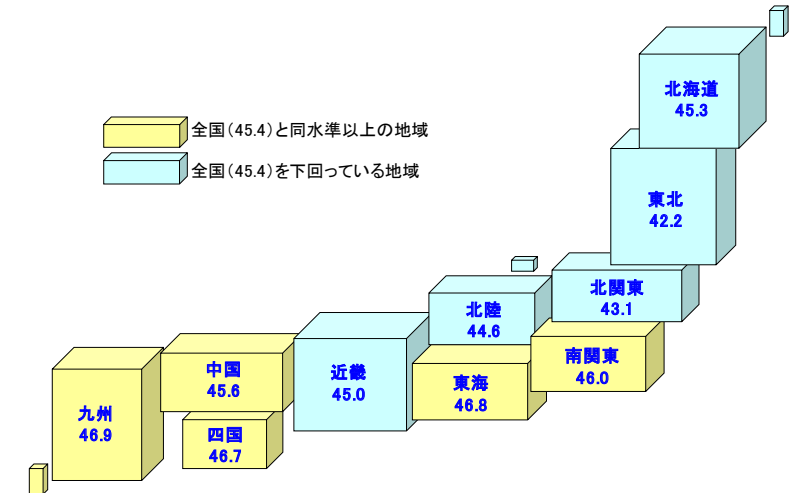 北海道
45.3
全国（45.4）と同水準以上の地域
全国（45.4）を下回っている地域
東北
42.2
北関東
43.1
北陸
44.6
南関東
46.0
中国
45.6
近畿
45.0
東海
46.8
九州
46.9
四国
46.7